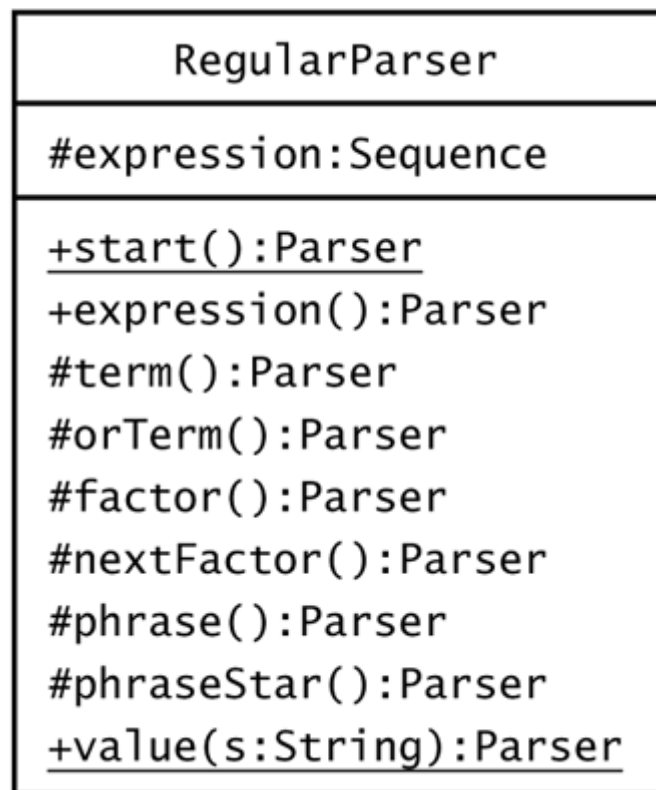 RegularParser
#expression:Sequence
+start():Parser
+expression():Parser
#term():Parser
#orTerm():Parser
#factor():Parser
#nextFactor():Parser
#phrase():Parser
#phraseStar():Parser
+value(s:String):Parser